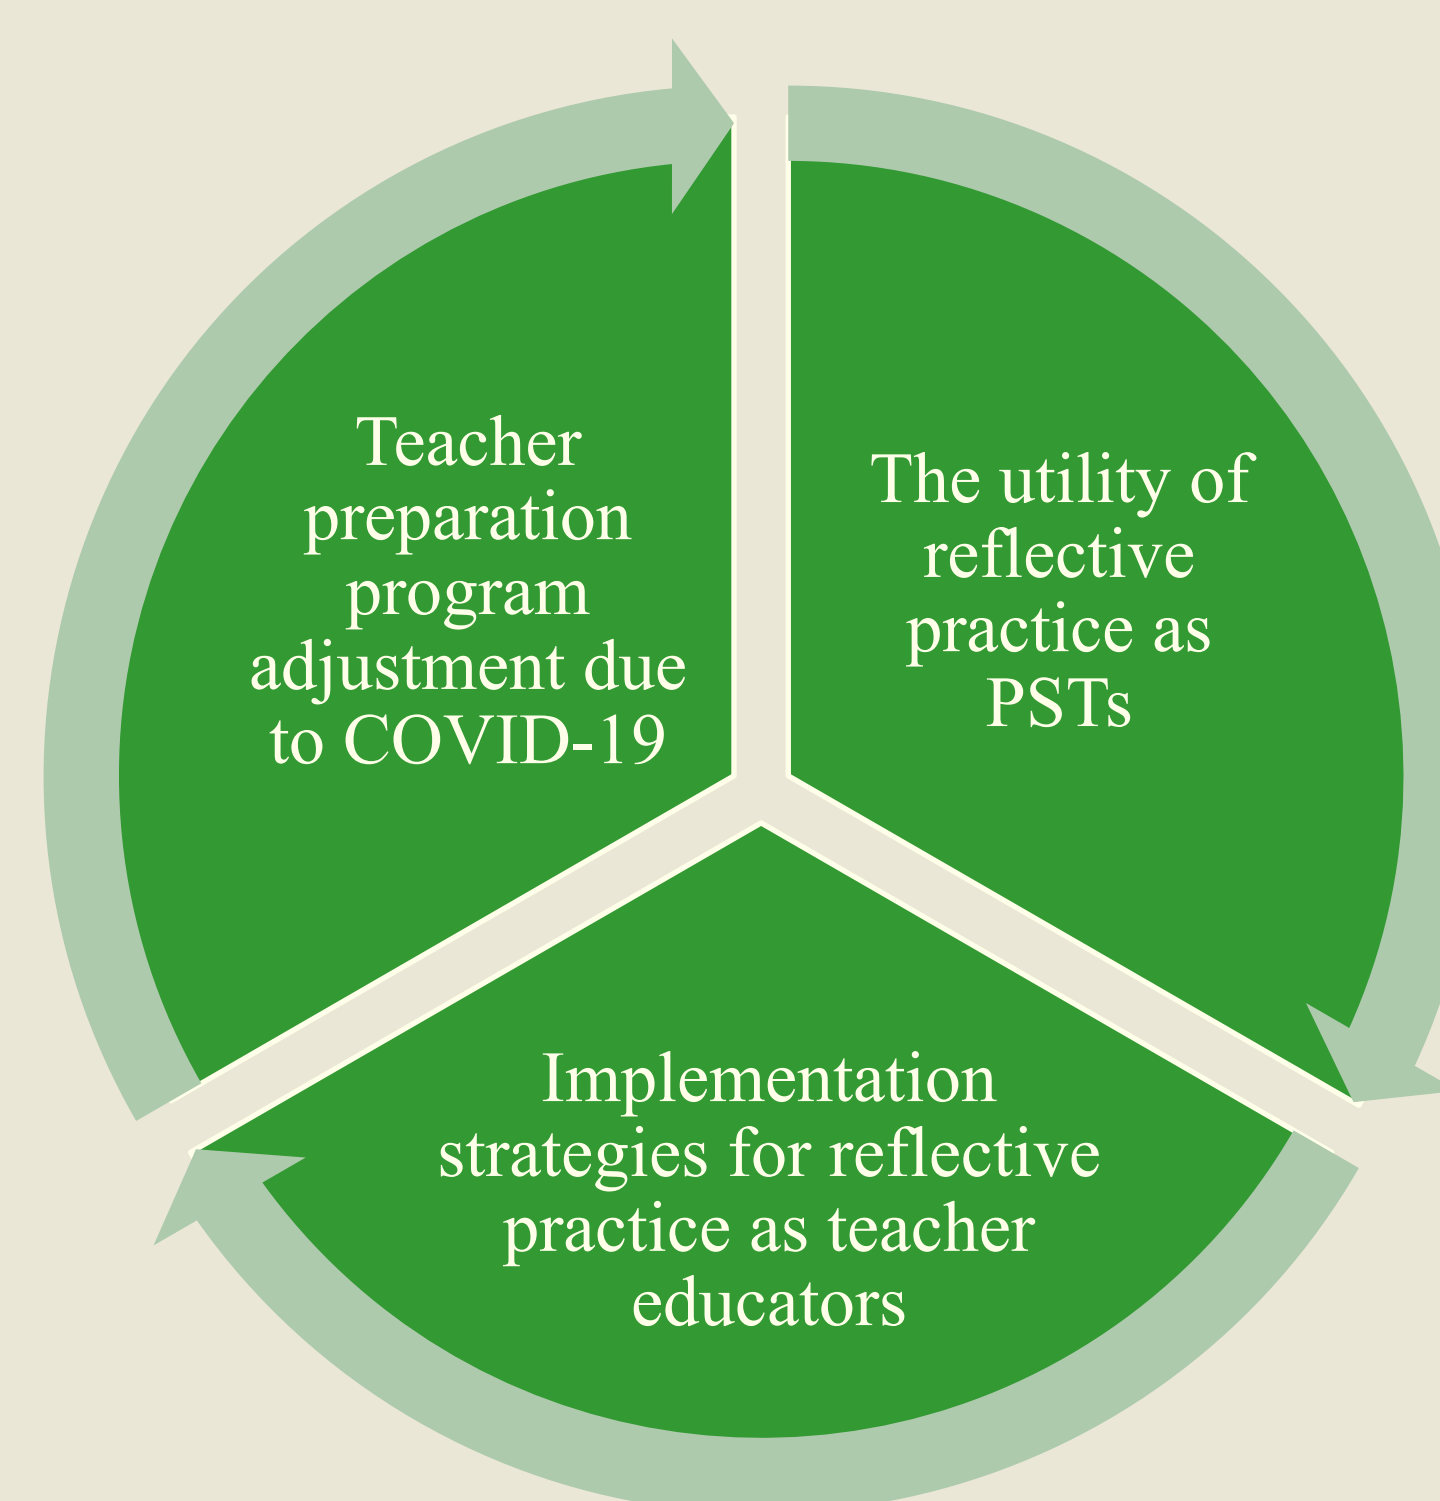 Teacher
preparation
program
adjustment due
to COVID-19
The utility of
reflective
practice as
PSTs
Implementation
strategies for reflective
practice as teacher
educators